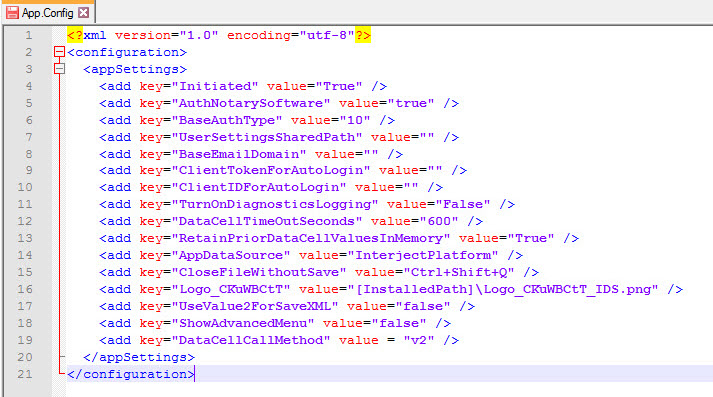 App.Config
1 <?xml version="1.0" encoding="utf-8"?>
2 <configuration>
3 <appSettings>
4 <add key="Initiated" value="True" />
5 <add key="AuthNotarySoftware" value="true" />
6 <add key="BaseAuthType" value="10" />
7 <add key="UserSettingsSharedPath" value="" />
8 <add key="BaseEmailDomain" value="" />
9 <add key="ClientTokenForAutoLogin" value="" />
10 <add key="ClientIDForAutoLogin" value="" />
11 <add key="TurnOnDiagnosticsLogging" value="False" />
12 <add key="DataCellTimeOutSeconds" value="600" />
13 <add key="RetainPriorDataCellValuesInMemory" value="True" />
14 <add key="AppDataSource" value="InterjectPlatform" />
15 <add key="CloseFileWithoutSave" value="Ctrl+Shift+Q" />
16 <add key="Logo_CKuWBCtT" value="[InstalledPath]\Logo_CKuWBCtT_IDS.png" />
17 <add key="UseValue2ForSaveXML" value="false" />
18 <add key="ShowAdvancedMenu" value="false" />
19 <add key="DataCellCallMethod" value = "v2" />
20 </appSettings>
21 </configuration>